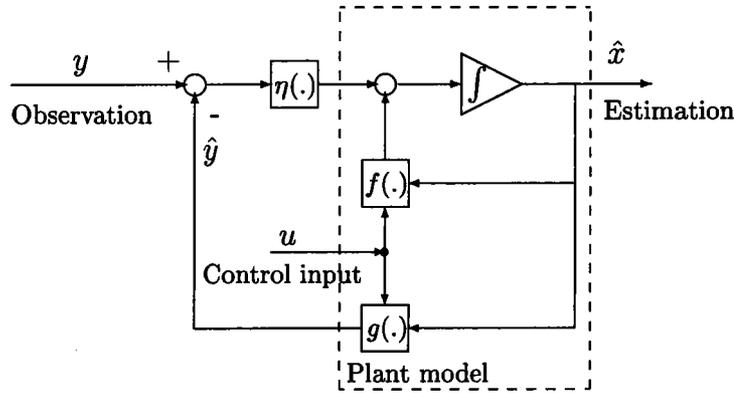 x̂
y
+
η(.)
∫
Observation
Estimation
-
ŷ
f(.)
u
Control input
g(.)
Plant model